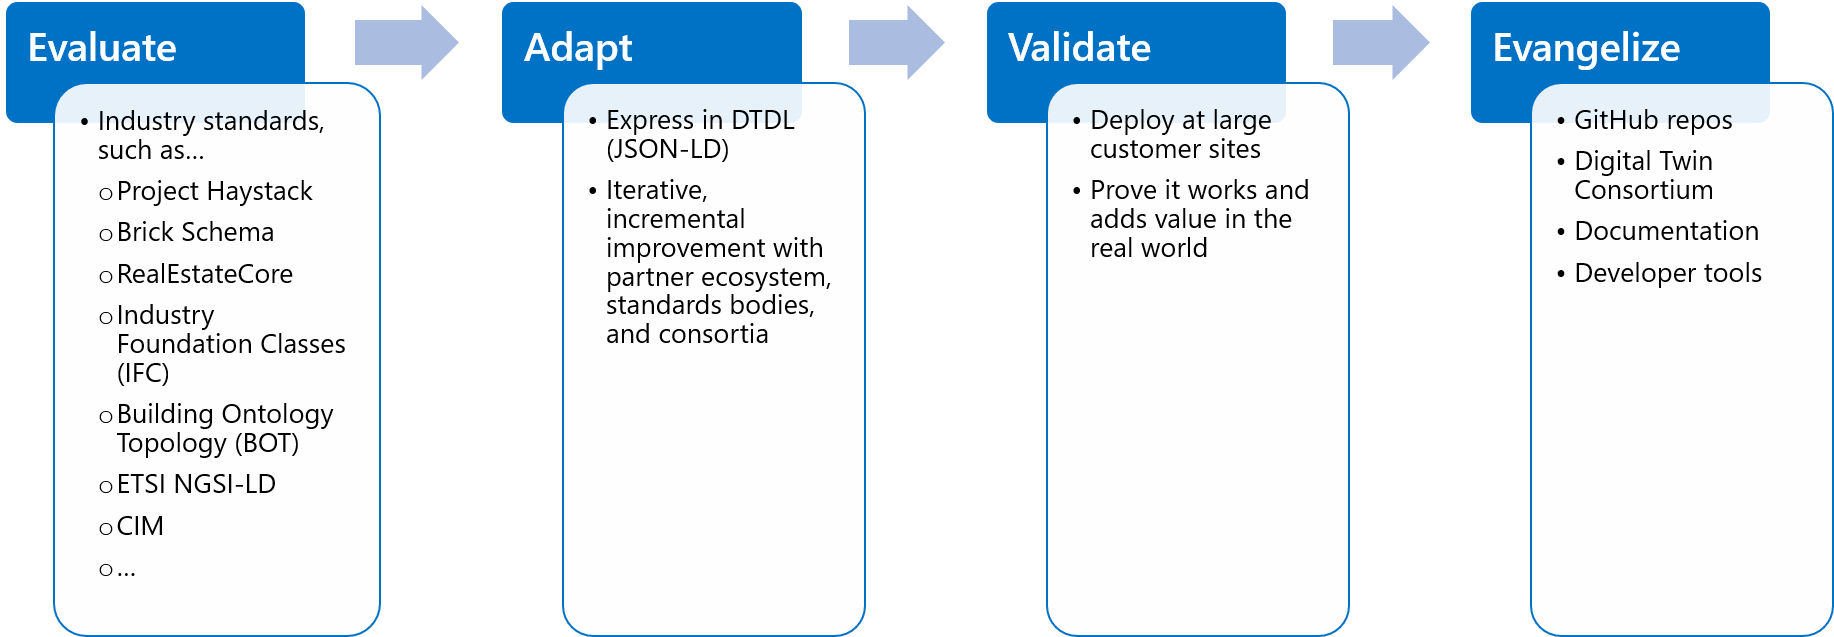 Evaluate
• Industry standards,
such as...
o Project Haystack
o Brick Schema
o RealEstateCore
o Industry
Foundation Classes
(IFC)
o Building Ontology
Topology (BOT)
o ETSI NGSI-LD
o CIM
o ...
Adapt
• Express in DTDL
(JSON-LD)
• Iterative,
incremental
improvement with
partner ecosystem,
standards bodies,
and consortia
Validate
• Deploy at large
customer sites
• Prove it works and
adds value in the
real world
Evangelize
• GitHub repos
• Digital Twin
Consortium
• Documentation
• Developer tools